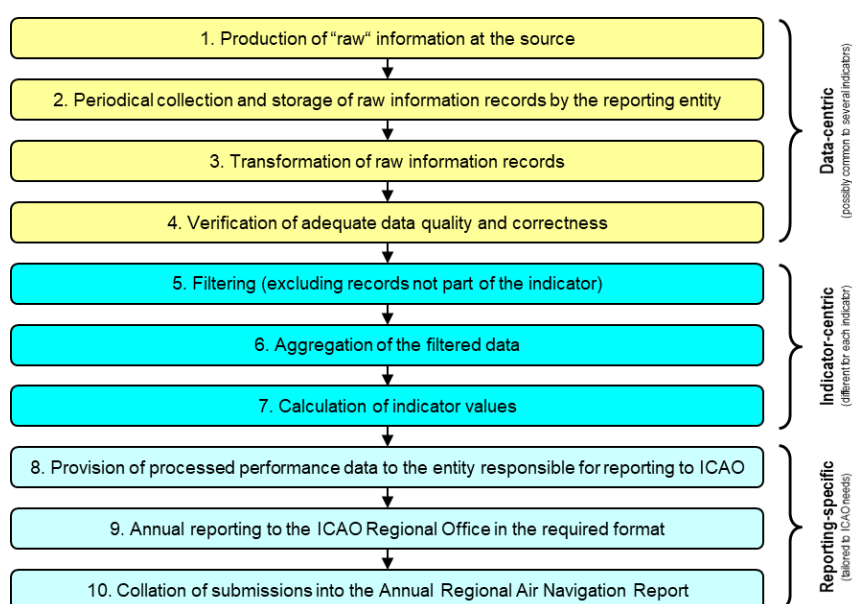 1. Production of “raw“ information at the source
2. Periodical collection and storage of raw information records by the reporting entity
3. Transformation of raw information records
4. Verification of adequate data quality and correctness
Data-centric
(possibly common to several indicators)
5. Filtering (excluding records not part of the indicator)
6. Aggregation of the filtered data
7. Calculation of indicator values
Indicator-centric
(different for each indicator)
8. Provision of processed performance data to the entity responsible for reporting to ICAO
9. Annual reporting to the ICAO Regional Office in the required format
10. Collation of submissions into the Annual Regional Air Navigation Report
Reporting-specific
(tailored to ICAO needs)